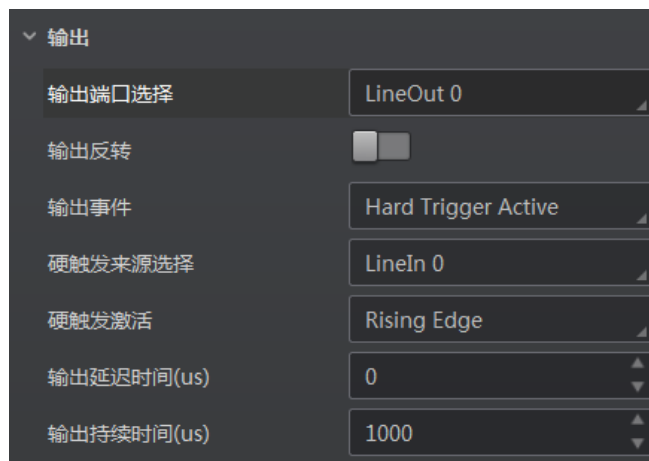 输出
输出端口选择 LineOut 0
输出反转
输出事件 Hard Trigger Active
硬触发来源选择 LineIn 0
硬触发激活 Rising Edge
输出延迟时间(us) 0
输出持续时间(us) 1000